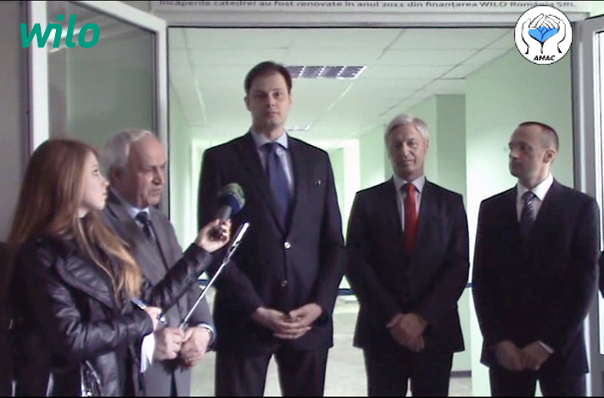 Încăperile catedrei au fost renovate în anul 2011 din finanțarea WILO România SRL
wilo
AMAC